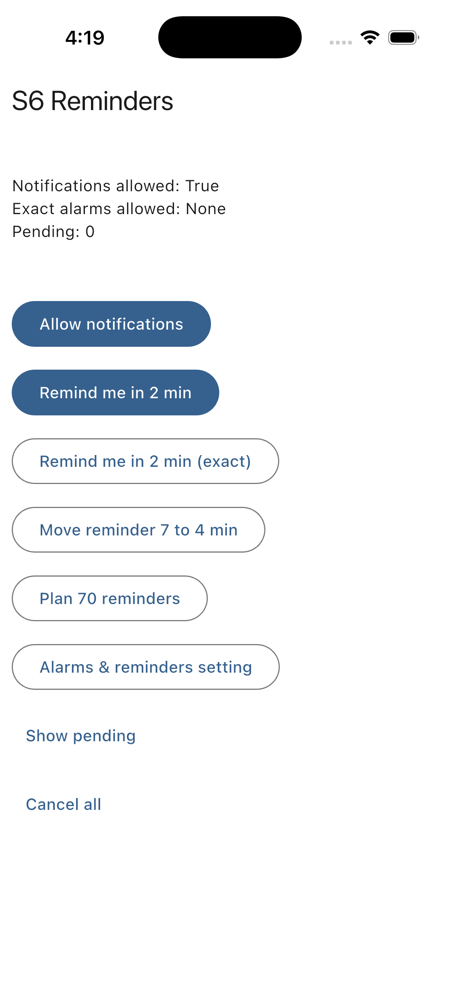 4:19
S6 Reminders
Notifications allowed: True
Exact alarms allowed: None
Pending: 0
Allow notifications
Remind me in 2 min
Remind me in 2 min (exact)
Move reminder 7 to 4 min
Plan 70 reminders
Alarms & reminders setting
Show pending
Cancel all